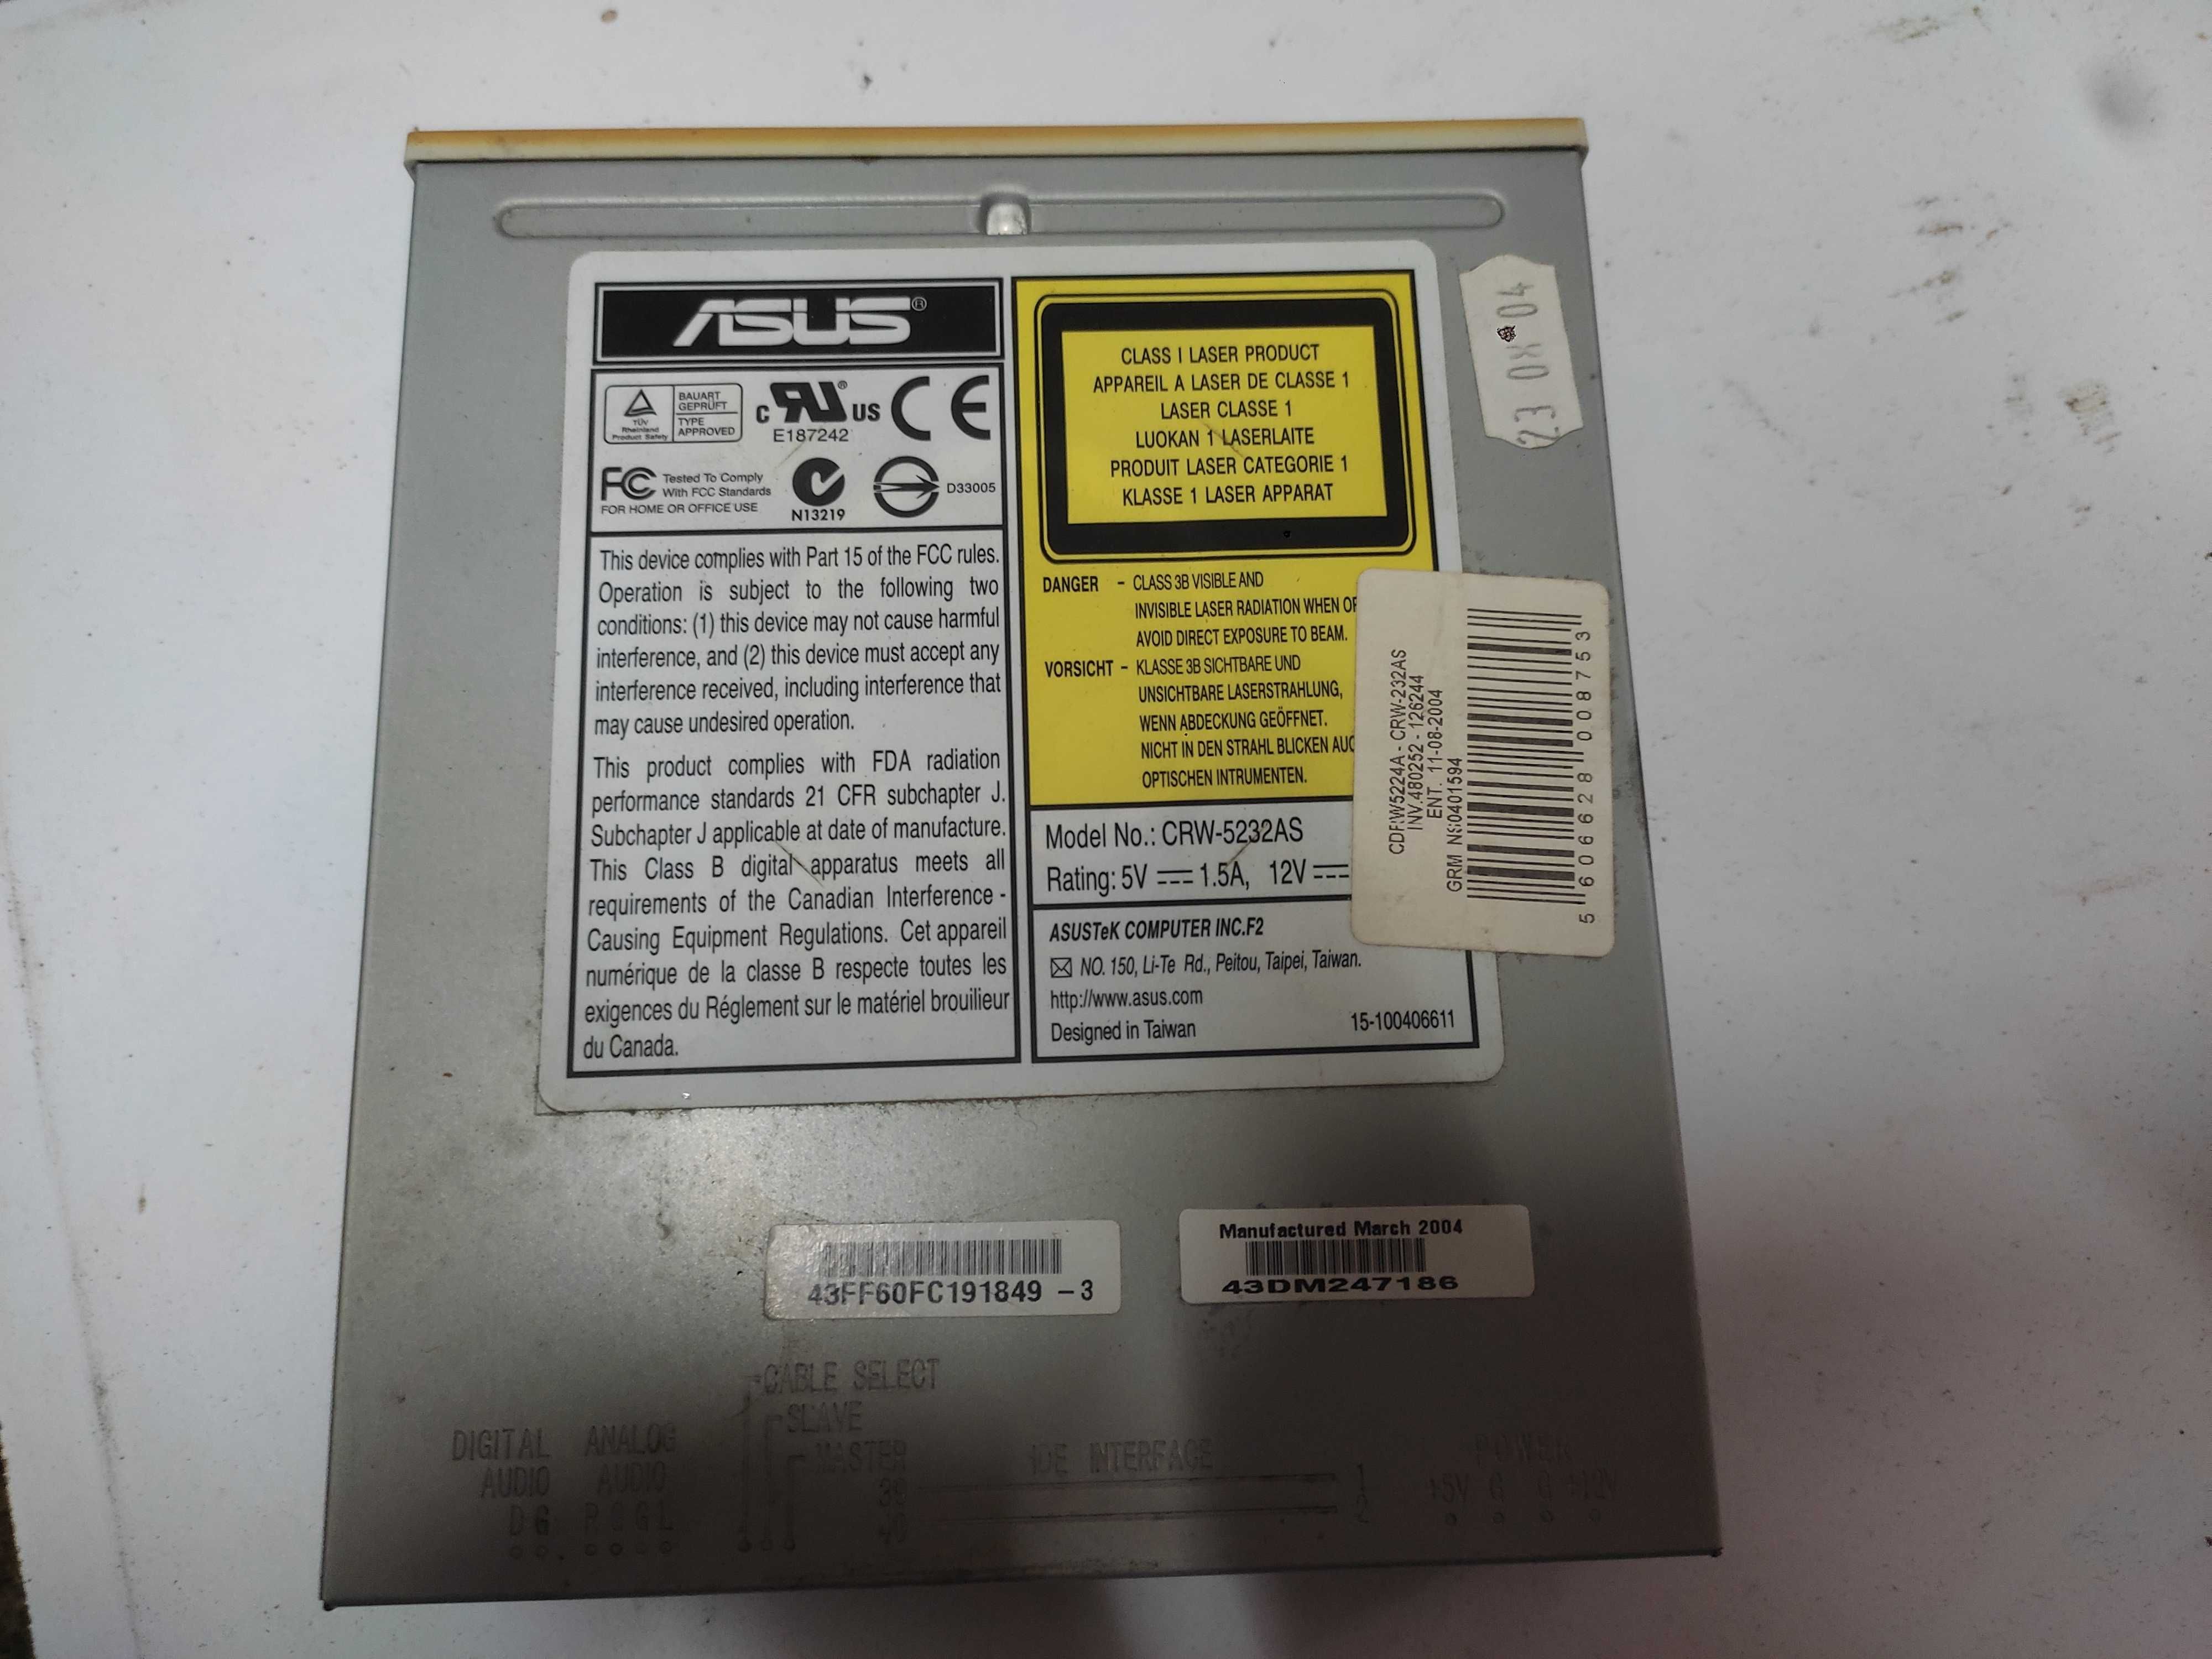 ASUS®
TÜV
Rheinland
Product Safety
BAUART
GEPRÜFT
TYPE
APPROVED
c RU® US
E187242
CE
FC Tested To Comply
With FCC Standards
FOR HOME OR OFFICE USE
N13219
D33005
This device complies with Part 15 of the FCC rules.
Operation is subject to the following two
conditions: (1) this device may not cause harmful
interference, and (2) this device must accept any
interference received, including interference that
may cause undesired operation.
This product complies with FDA radiation
performance standards 21 CFR subchapter J.
Subchapter J applicable at date of manufacture.
This Class B digital apparatus meets all
requirements of the Canadian Interference -
Causing Equipment Regulations. Cet appareil
numérique de la classe B respecte toutes les
exigences du Réglement sur le matériel brouilieur
du Canada.
CLASS I LASER PRODUCT
APPAREIL A LASER DE CLASSE 1
LASER CLASSE 1
LUOKAN 1 LASERLAITE
PRODUIT LASER CATEGORIE 1
KLASSE 1 LASER APPARAT
DANGER - CLASS 3B VISIBLE AND
INVISIBLE LASER RADIATION WHEN
AVOID DIRECT EXPOSURE TO BEAM.
VORSICHT - KLASSE 3B SICHTBARE UND
UNSICHTBARE LASERSTRAHLUNG,
WENN ABDECKUNG GEÖFFNET.
NICHT IN DEN STRAHL BLICKEN
OPTISCHEN INTRUMENTEN.
Model No.: CRW-5232AS
Rating: 5V 1.5A, 12V
ASUSTeK COMPUTER INC.F2
NO. 150, Li-Te Rd., Peitou, Taipei, Taiwan.
http://www.asus.com
Designed in Taiwan
15-100406611
23 04
CDRW5224A - CRW-232AS
INV.480252 - 126244
ENT. 11-08-2004
GRM NS0401594
5 606628 008753
43FF60FC191849 -3
Manufactured March 2004
43DM247186
CABLE SELECT
SLAVE
MASTER
DIGITAL
AUDIO
D G
ANALOG
AUDIO
R G G L
IDE INTERFACE
39
40
1
2
POWER
+5V G G +12V